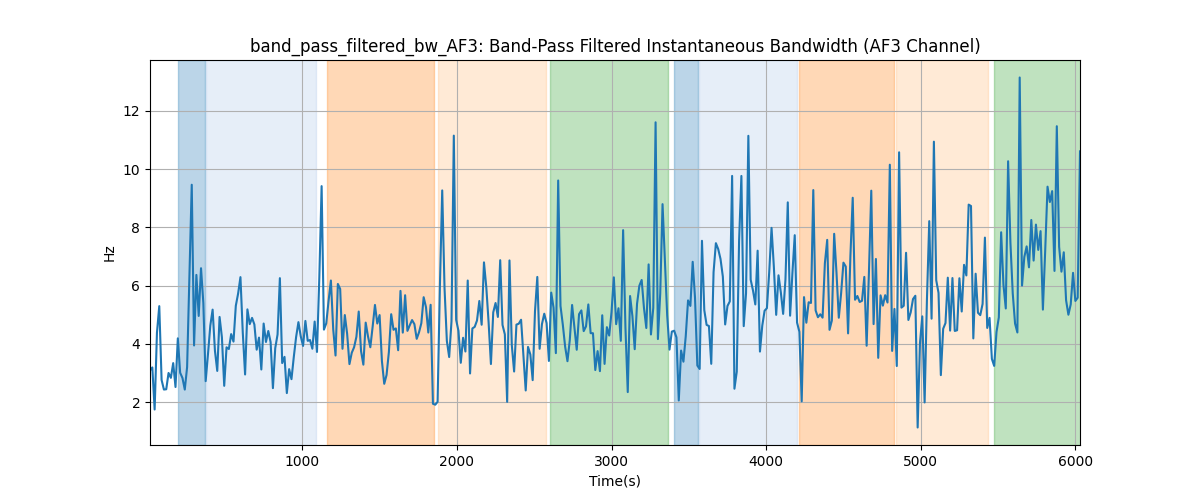 band_pass_filtered_bw_AF3: Band-Pass Filtered Instantaneous Bandwidth (AF3 Channel)
12
10
8
6
4
2
Hz
1000 2000 3000 4000 5000 6000
Time(s)